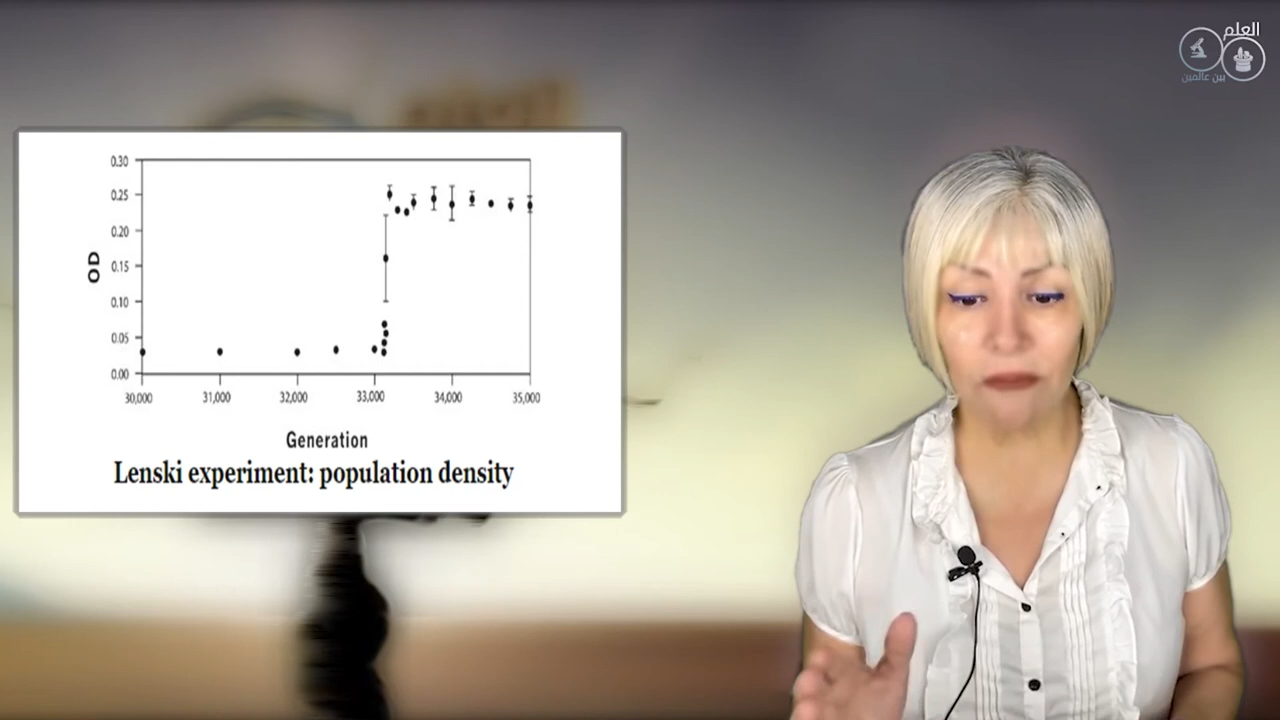 العلم
بين عالمين
0.30
0.25
0.20
0.15
0.10
0.05
0.00
OD
30,000 31,000 32,000 33,000 34,000 35,000
Generation
Lenski experiment: population density